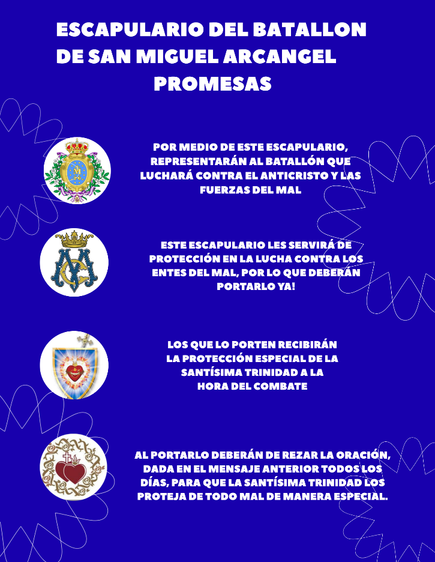 ESCAPULARIO DEL BATALLON
DE SAN MIGUEL ARCANGEL
PROMESAS
POR MEDIO DE ESTE ESCAPULARIO,
REPRESENTARÁN AL BATALLÓN QUE
LUCHARÁ CONTRA EL ANTICRISTO Y LAS
FUERZAS DEL MAL
ESTE ESCAPULARIO LES SERVIRÁ DE
PROTECCIÓN EN LA LUCHA CONTRA LOS
ENTES DEL MAL, POR LO QUE DEBERÁN
PORTARLO YA!
LOS QUE LO PORTEN RECIBIRÁN
LA PROTECCIÓN ESPECIAL DE LA
SANTÍSIMA TRINIDAD A LA
HORA DEL COMBATE
AL PORTARLO DEBERÁN DE REZAR LA ORACIÓN,
DADA EN EL MENSAJE ANTERIOR TODOS LOS
DÍAS, PARA QUE LA SANTÍSIMA TRINIDAD LOS
PROTEJA DE TODO MAL DE MANERA ESPECIAL.